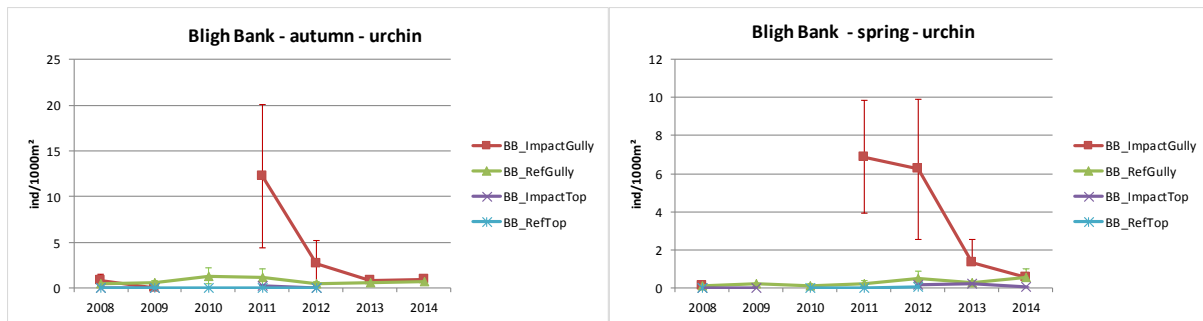 Bligh Bank - autumn - urchin
25
20
15
10
5
0
ind/1000m²
2008 2009 2010 2011 2012 2013 2014
BB_ImpactGully
BB_RefGully
BB_ImpactTop
BB_RefTop
Bligh Bank - spring - urchin
12
10
8
6
4
2
0
ind/1000m²
2008 2009 2010 2011 2012 2013 2014
BB_ImpactGully
BB_RefGully
BB_ImpactTop
BB_RefTop